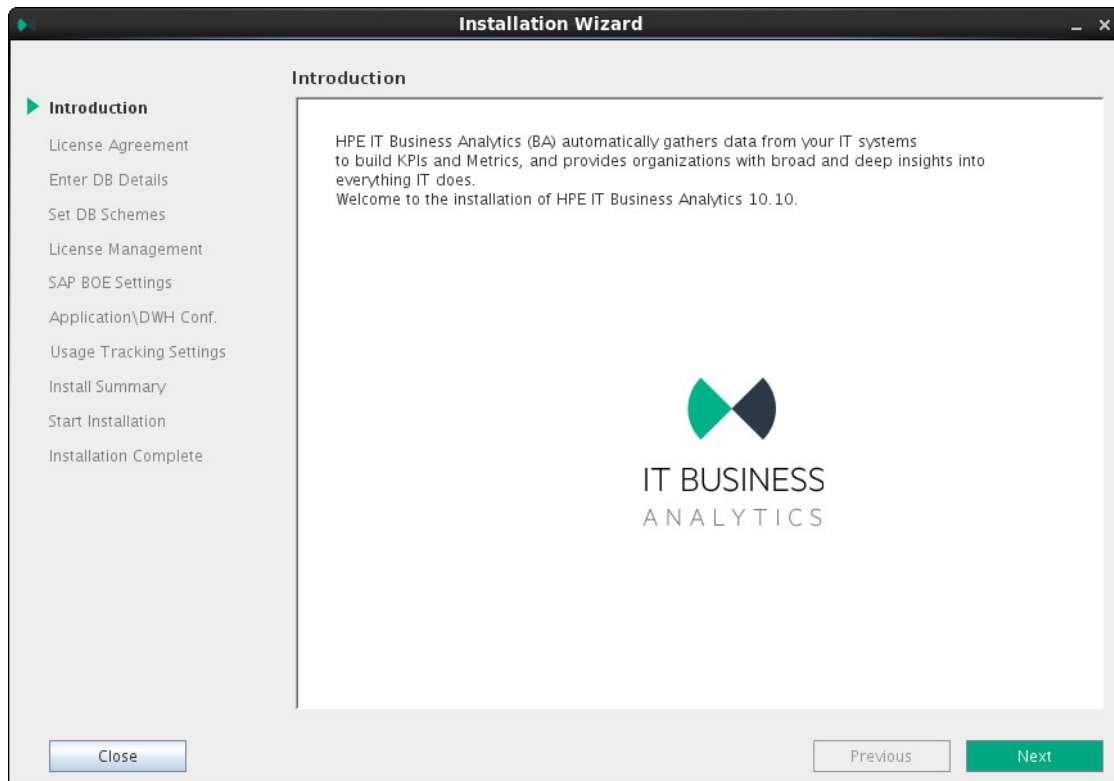 Installation Wizard
Introduction
Introduction
License Agreement
Enter DB Details
Set DB Schemes
License Management
SAP BOE Settings
Application\DWH Conf.
Usage Tracking Settings
Install Summary
Start Installation
Installation Complete
HPE IT Business Analytics (BA) automatically gathers data from your IT systems
to build KPIs and Metrics, and provides organizations with broad and deep insights into
everything IT does.
Welcome to the installation of HPE IT Business Analytics 10.10.
IT BUSINESS
ANALYTICS
Close
Previous
Next